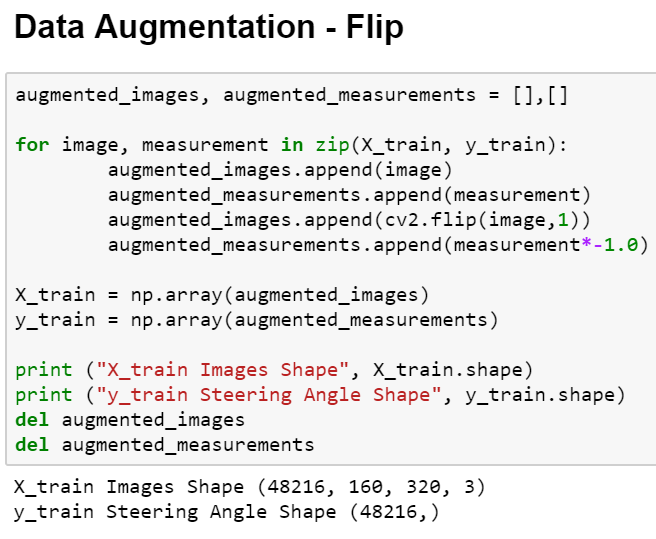 Data Augmentation - Flip
augmented_images, augmented_measurements = [],[]
for image, measurement in zip(X_train, y_train):
        augmented_images.append(image)
        augmented_measurements.append(measurement)
        augmented_images.append(cv2.flip(image,1))
        augmented_measurements.append(measurement*-1.0)
X_train = np.array(augmented_images)
y_train = np.array(augmented_measurements)
print ("X_train Images Shape", X_train.shape)
print ("y_train Steering Angle Shape", y_train.shape)
del augmented_images
del augmented_measurements
X_train Images Shape (48216, 160, 320, 3)
y_train Steering Angle Shape (48216,)